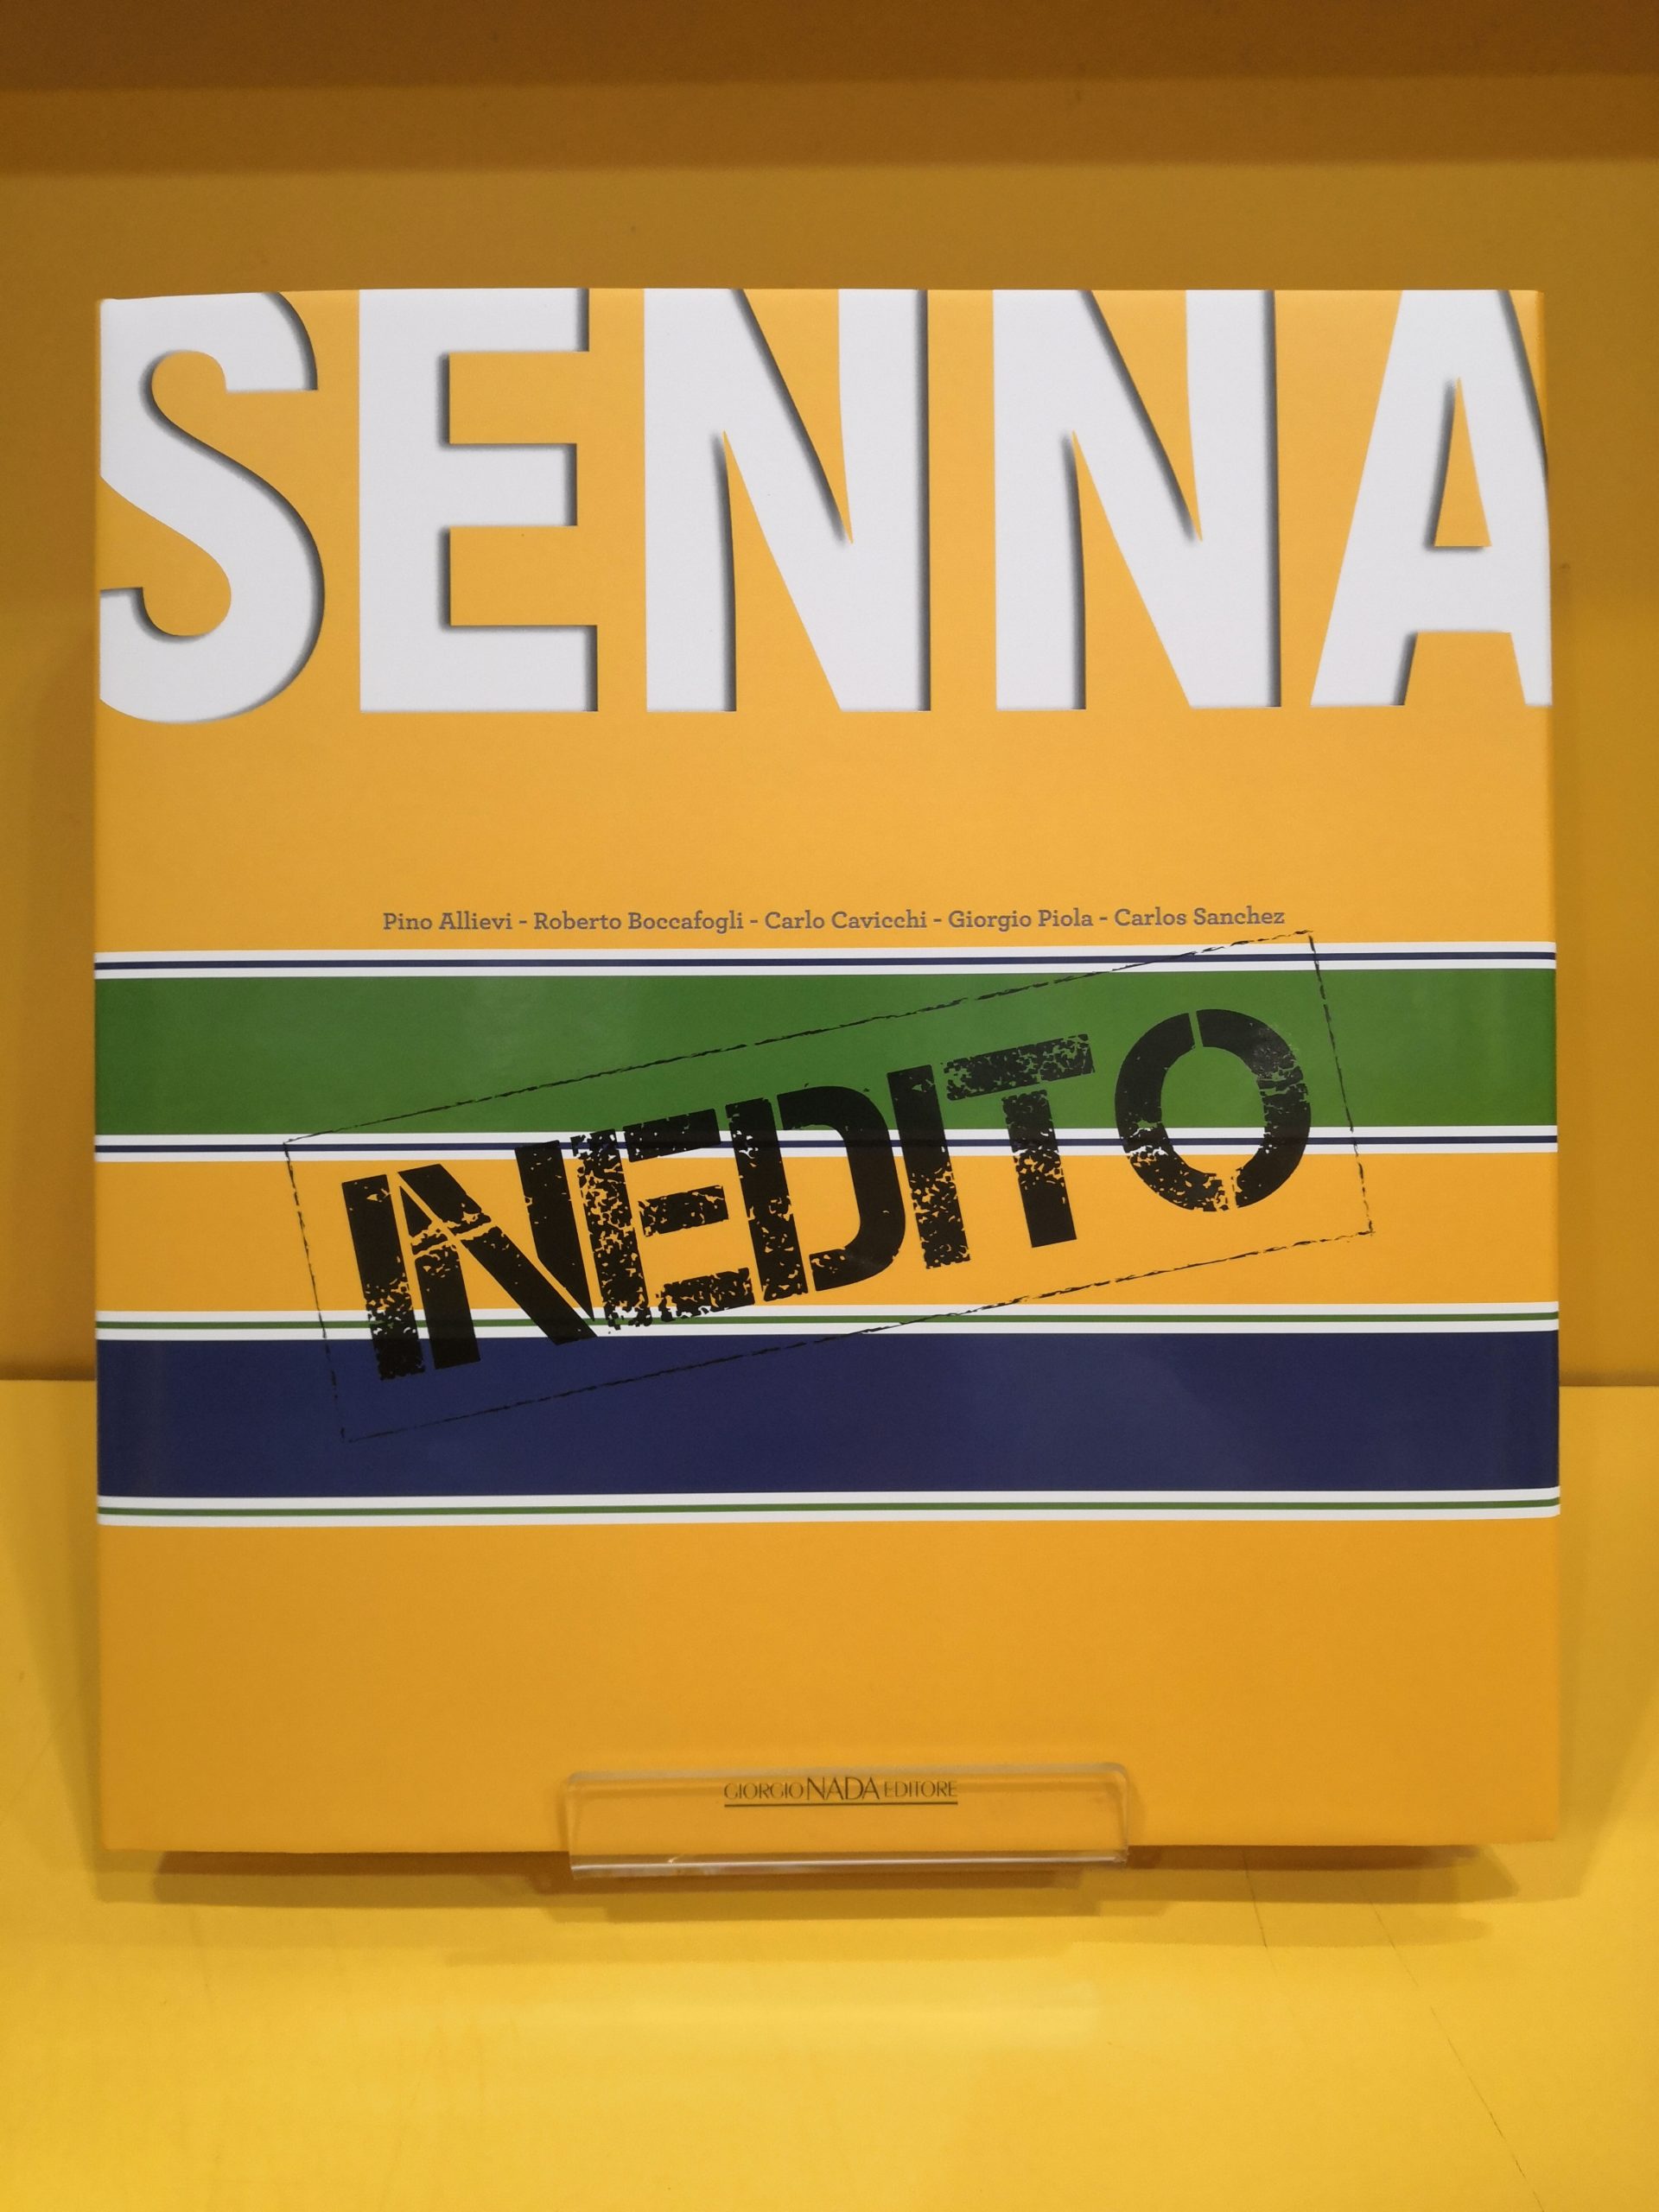 SENNA
Pino Allievi - Roberto Boccafogli - Carlo Cavicchi - Giorgio Piola - Carlos Sanchez
INEDITO
GIORGIO NADA EDITORE